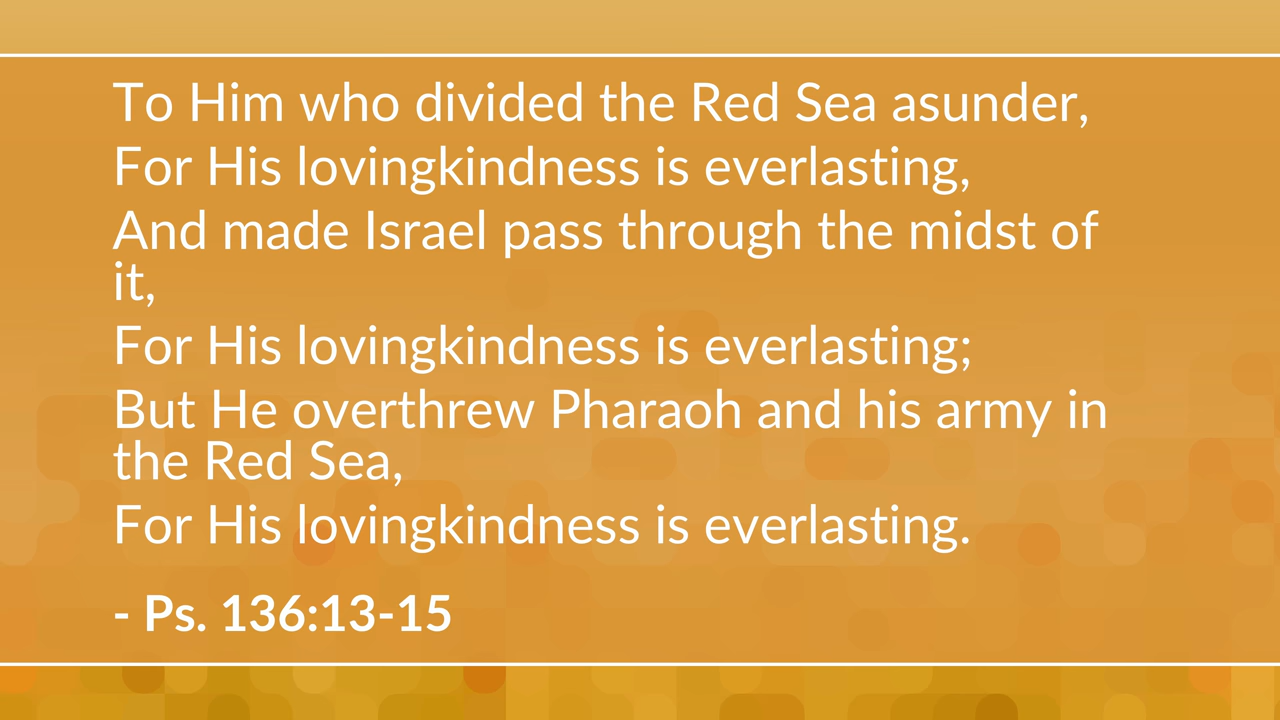 To Him who divided the Red Sea asunder,
For His lovingkindness is everlasting,
And made Israel pass through the midst of
it,
For His lovingkindness is everlasting;
But He overthrew Pharaoh and his army in
the Red Sea,
For His lovingkindness is everlasting.
- Ps. 136:13-15